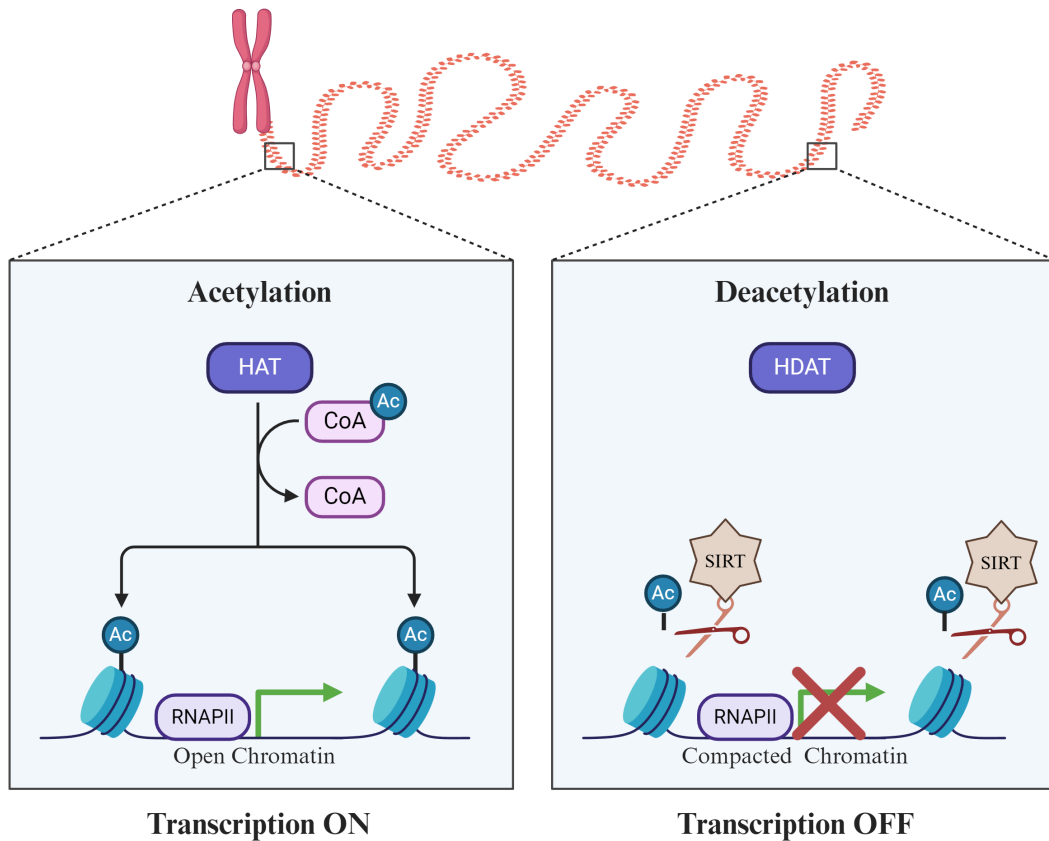 Acetylation
HAT
Ac
CoA
CoA
Ac
Ac
RNAPII
Open Chromatin
Transcription ON
Deacetylation
HDAT
SIRT
SIRT
Ac
Ac
RNAPII
Compacted Chromatin
Transcription OFF